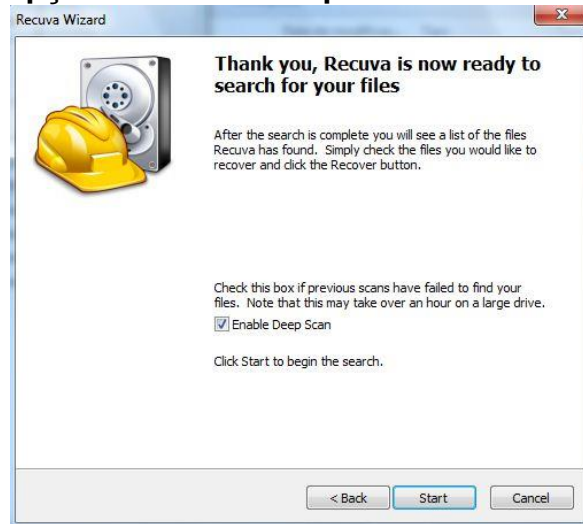 Recuva Wizard
Thank you, Recuva is now ready to
search for your files
After the search is complete you will see a list of the files
Recuva has found. Simply check the files you would like to
recover and click the Recover button.
Check this box if previous scans have failed to find your
files. Note that this may take over an hour on a large drive.
Enable Deep Scan
Click Start to begin the search.
< Back
Start
Cancel